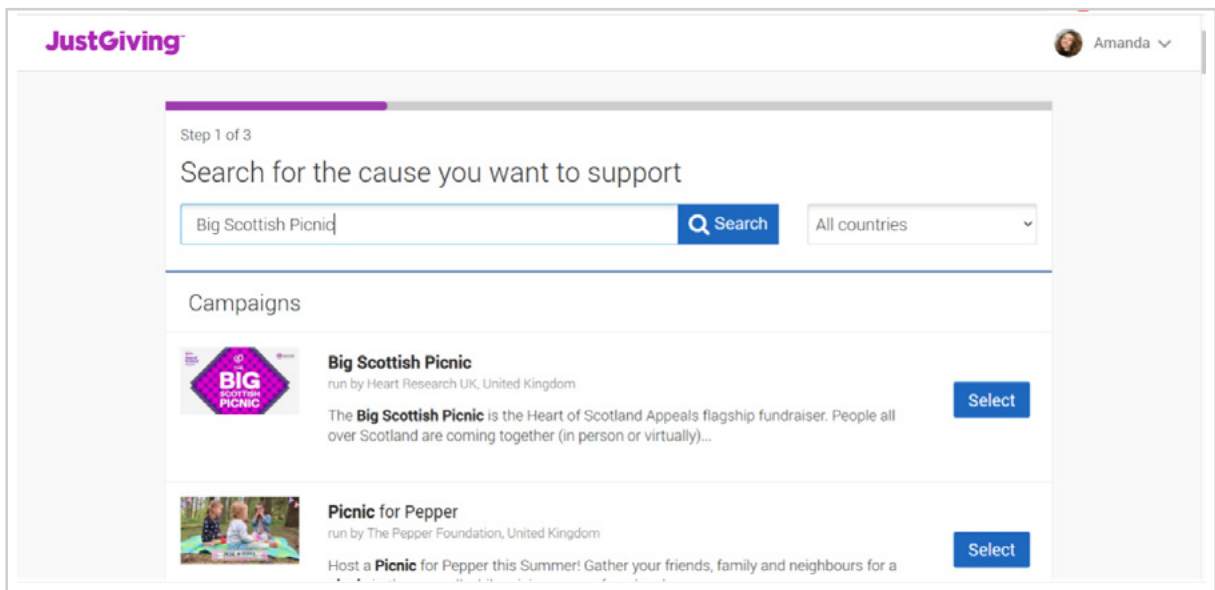 JustGiving
Amanda
Step 1 of 3
Search for the cause you want to support
Big Scottish Picnic
Search
All countries
Campaigns
THE
BIG
SCOTTISH
PICNIC
Big Scottish Picnic
run by Heart Research UK, United Kingdom
The Big Scottish Picnic is the Heart of Scotland Appeals flagship fundraiser. People all
over Scotland are coming together (in person or virtually)...
Select
Picnic for Pepper
run by The Pepper Foundation, United Kingdom
Host a Picnic for Pepper this Summer! Gather your friends, family and neighbours for a
Select